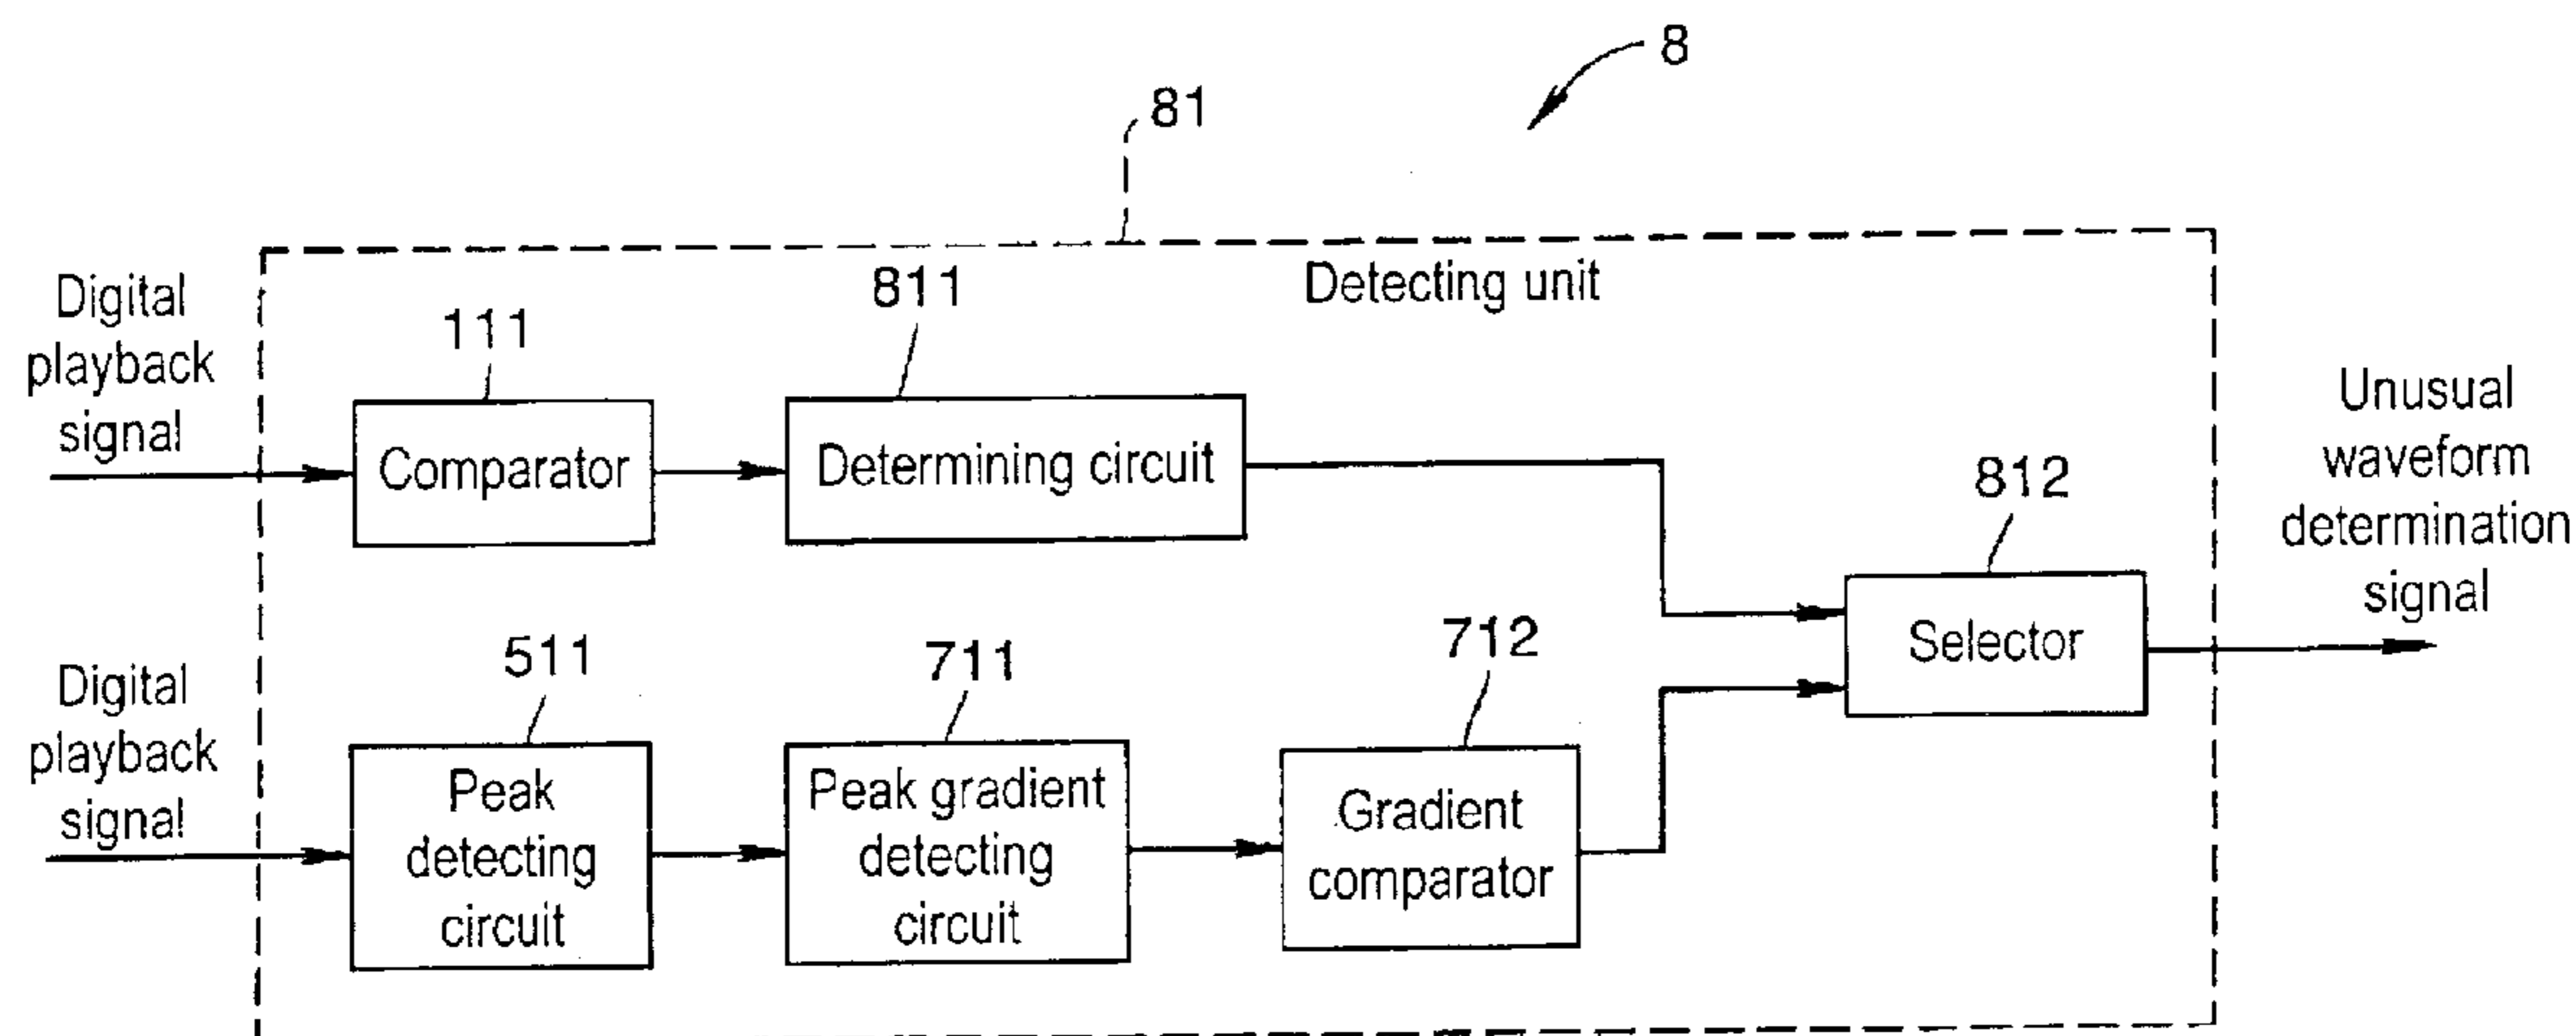 8
81
Detecting unit
Digital
playback
signal
111
Comparator
811
Determining circuit
812
Selector
Unusual
waveform
determination
signal
Digital
playback
signal
511
Peak
detecting
circuit
711
Peak gradient
detecting
circuit
712
Gradient
comparator